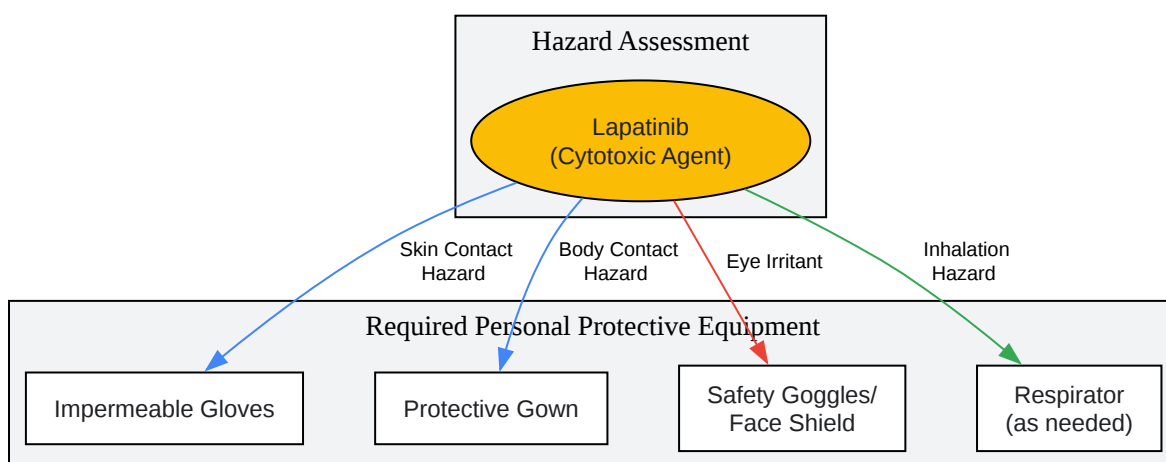 Hazard Assessment
Lapatinib
(Cytotoxic Agent)
Skin Contact
Hazard
Body Contact
Hazard
Eye Irritant
Inhalation
Hazard
Required Personal Protective Equipment
Impermeable Gloves
Protective Gown
Safety Goggles/
Face Shield
Respirator
(as needed)